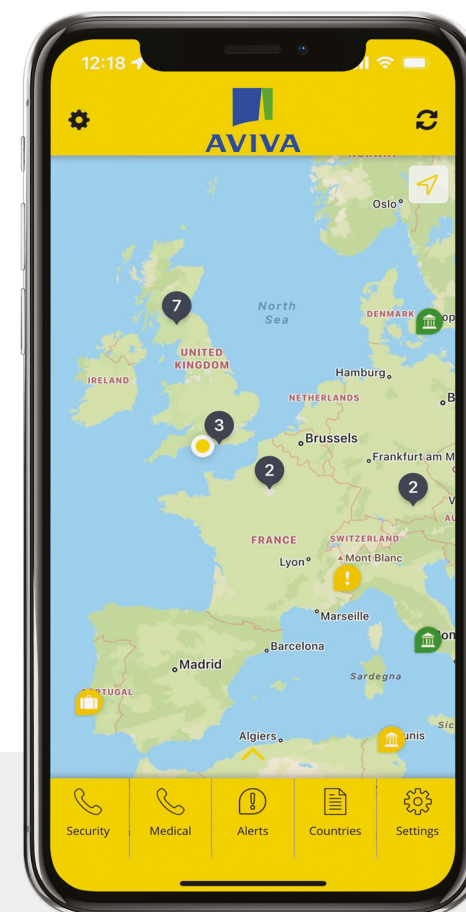 12:18
AVIVA
Oslo
North
Sea
DENMARK
7
UNITED
KINGDOM
IRELAND
Hamburg
NETHERLANDS
3
Brussels
Frankfurt am M
2
2
FRANCE
SWITZERLAND
Mont Blanc
Lyon
!
Marseille
Barcelona
Madrid
Sardegna
Algiers
Security
Medical
Alerts
Countries
Settings